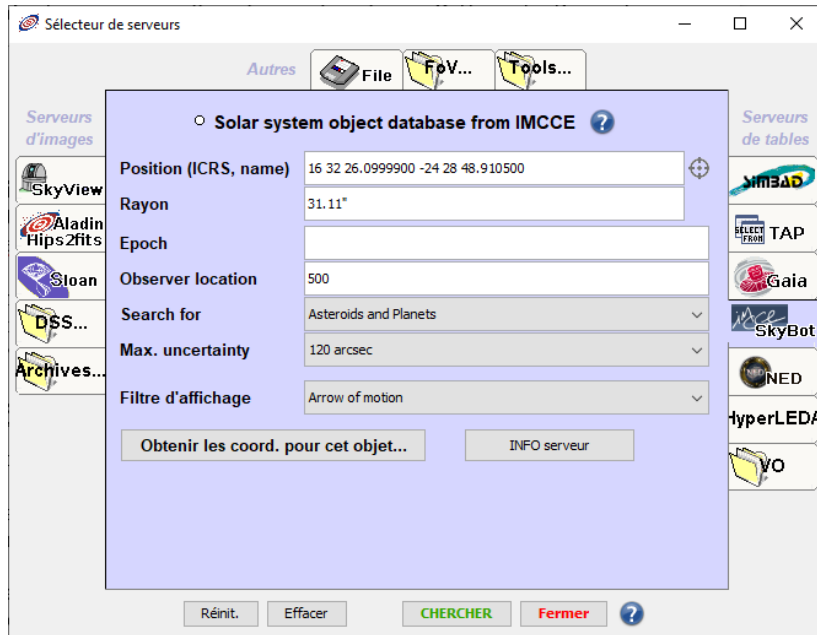 Sélecteur de serveurs
Autres
File
FoV...
Tools...
Serveurs
d'images
SkyView
Aladin
Hips2fits
Sloan
DSS...
Archives...
Solar system object database from IMCCE ?
Position (ICRS, name) 16 32 26.0999900 -24 28 48.910500
Rayon 31.11"
Epoch
Observer location 500
Search for Asteroids and Planets
Max. uncertainty 120 arcsec
Filtre d'affichage Arrow of motion
Obtenir les coord. pour cet objet... INFO serveur
Serveurs
de tables
SIMBAD
SELECT
FROM
TAP
Gaia
imcce
SkyBot
NED
NED
HyperLEDA
VO
Réinit. Effacer CHERCHER Fermer ?